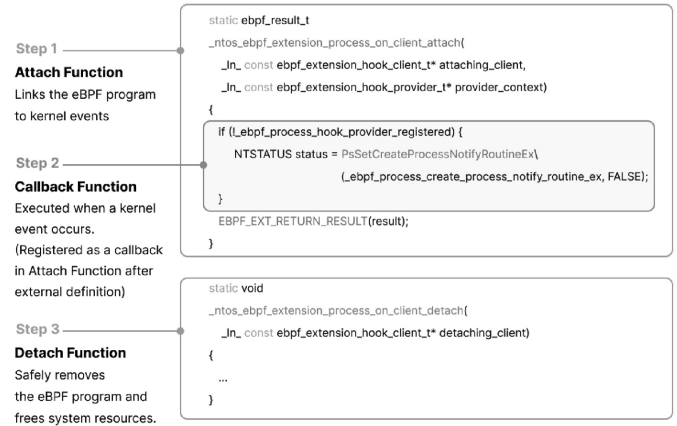 Step 1
Attach Function
Links the eBPF program
to kernel events
Step 2
Callback Function
Executed when a kernel
event occurs.
(Registered as a callback
in Attach Function after
external definition)
Step 3
Detach Function
Safely removes
the eBPF program and
frees system resources.
static ebpf_result_t
_ntos_ebpf_extension_process_on_client_attach(
_In_ const ebpf_extension_hook_client_t* attaching_client,
_In_ const ebpf_extension_hook_provider_t* provider_context)
{
if (!_ebpf_process_hook_provider_registered) {
NTSTATUS status = PsSetCreateProcessNotifyRoutineEx\
(_ebpf_process_create_process_notify_routine_ex, FALSE);
}
EBPF_EXT_RETURN_RESULT(result);
}
static void
_ntos_ebpf_extension_process_on_client_detach(
_In_ const ebpf_extension_hook_client_t* detaching_client)
{
...
}